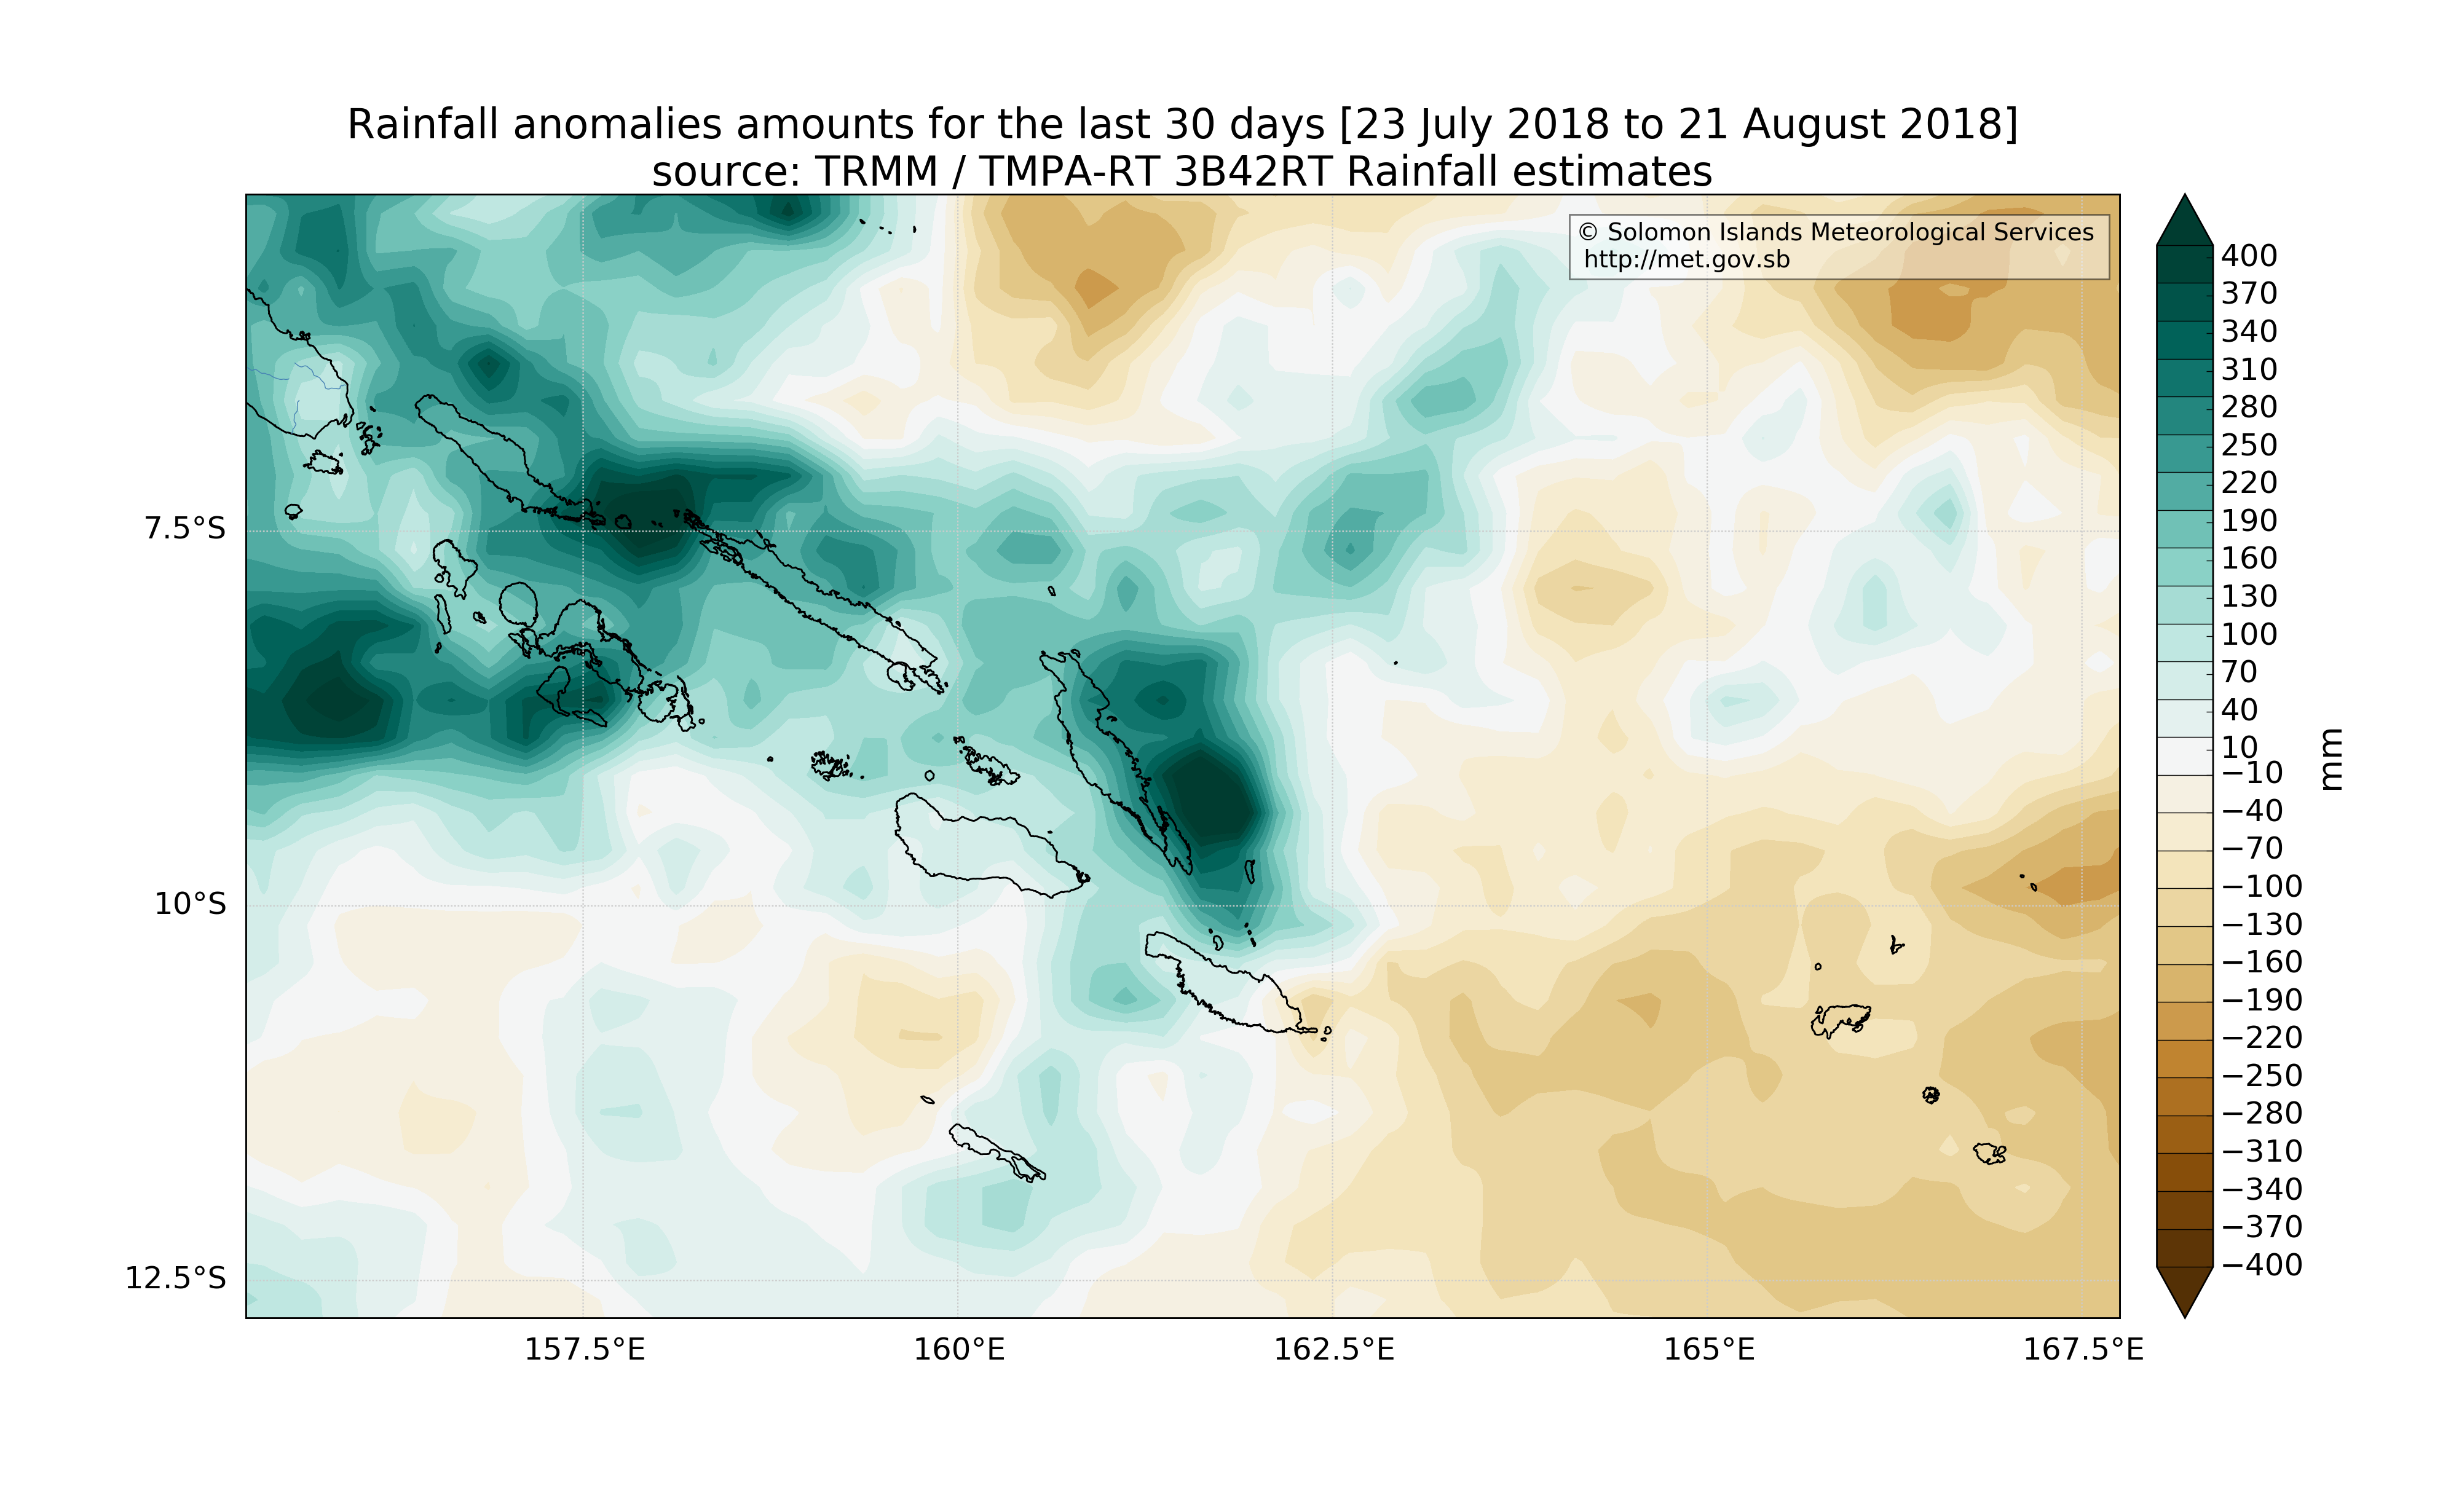 Rainfall anomalies amounts for the last 30 days [23 July 2018 to 21 August 2018]
source: TRMM / TMPA-RT 3B42RT Rainfall estimates
© Solomon Islands Meteorological Services
http://met.gov.sb
7.5°S
10°S
12.5°S
157.5°E
160°E
162.5°E
165°E
167.5°E
400
370
340
310
280
250
220
190
160
130
100
70
40
10
−10
−40
−70
−100
−130
−160
−190
−220
−250
−280
−310
−340
−370
−400
mm